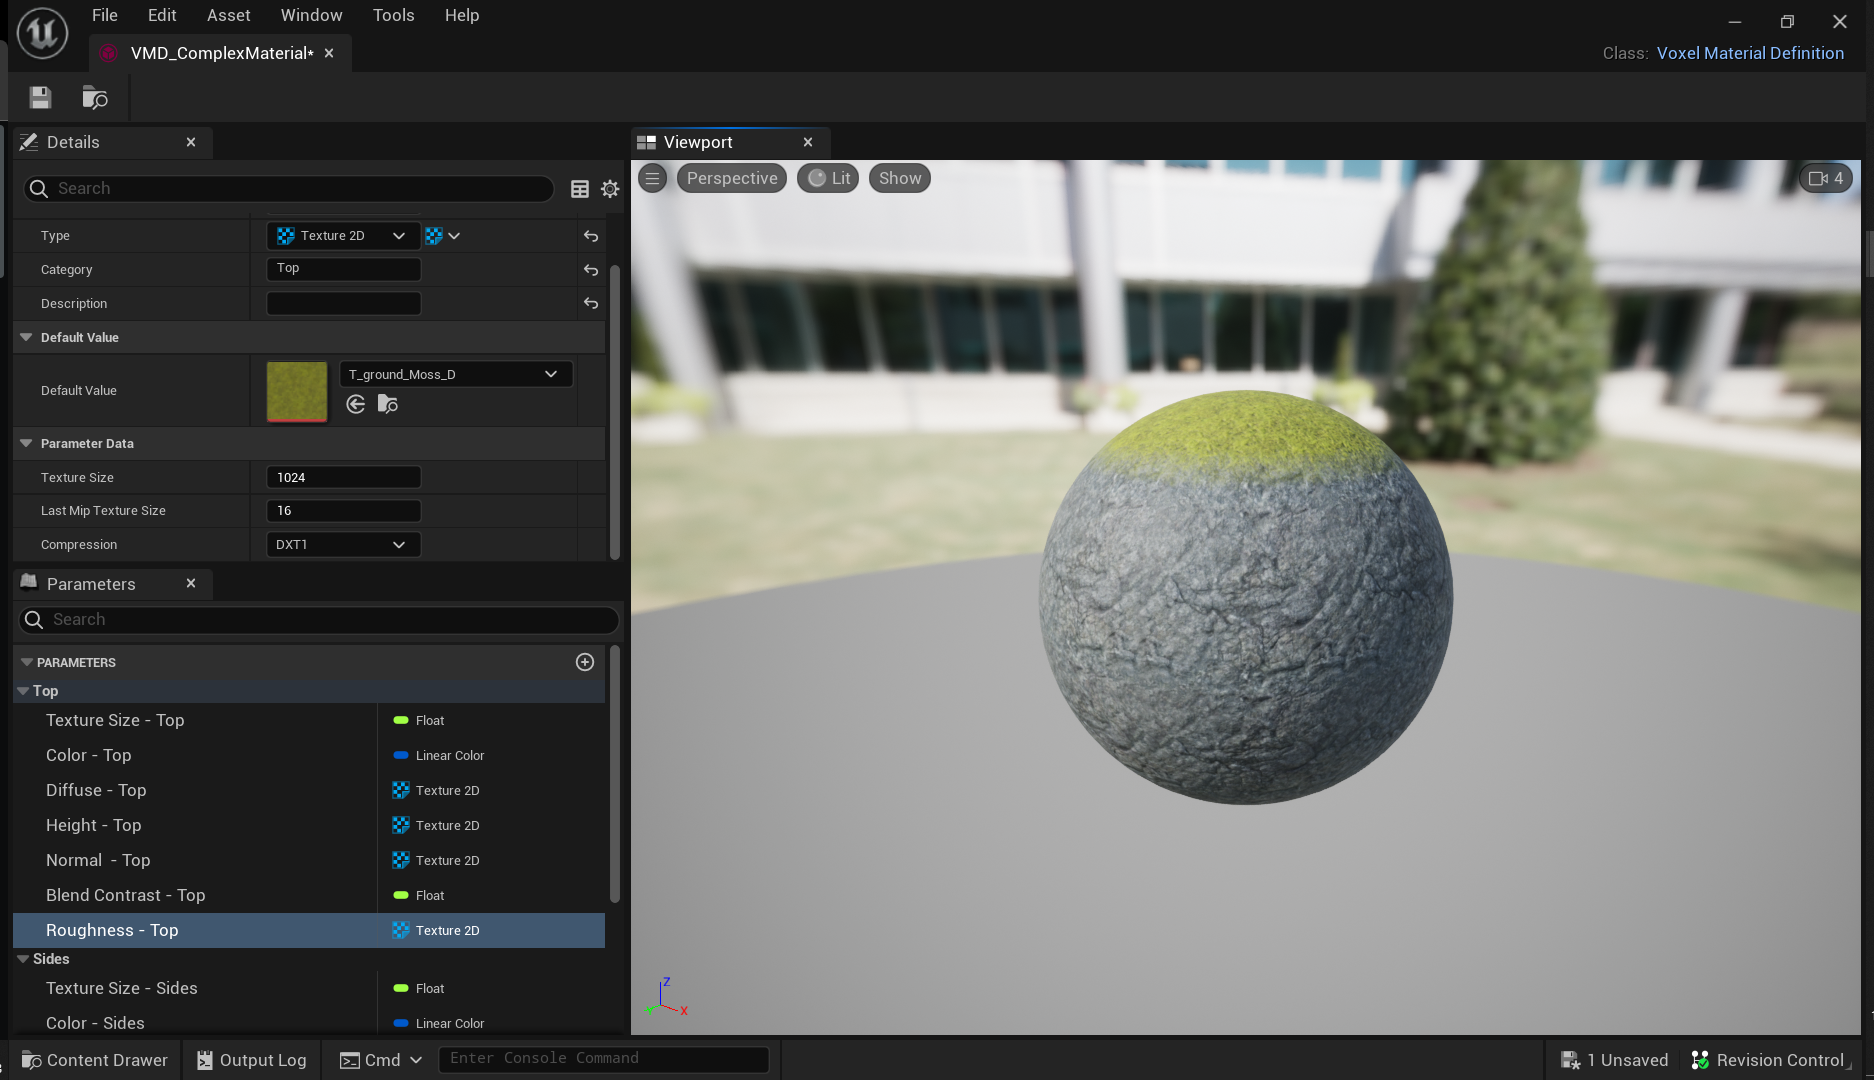 File Edit Asset Window Tools Help
VMD_ComplexMaterial*
Class: Voxel Material Definition
Details
Search
Type Texture 2D
Category Top
Description
Default Value
Default Value T_ground_Moss_D
Parameter Data
Texture Size 1024
Last Mip Texture Size 16
Compression DXT1
Parameters
Search
PARAMETERS
Top
Texture Size - Top Float
Color - Top Linear Color
Diffuse - Top Texture 2D
Height - Top Texture 2D
Normal - Top Texture 2D
Blend Contrast - Top Float
Roughness - Top Texture 2D
Sides
Texture Size - Sides Float
Color - Sides Linear Color
Viewport
Perspective Lit Show 4
Z
X
Content Drawer Output Log Cmd Enter Console Command 1 Unsaved Revision Control